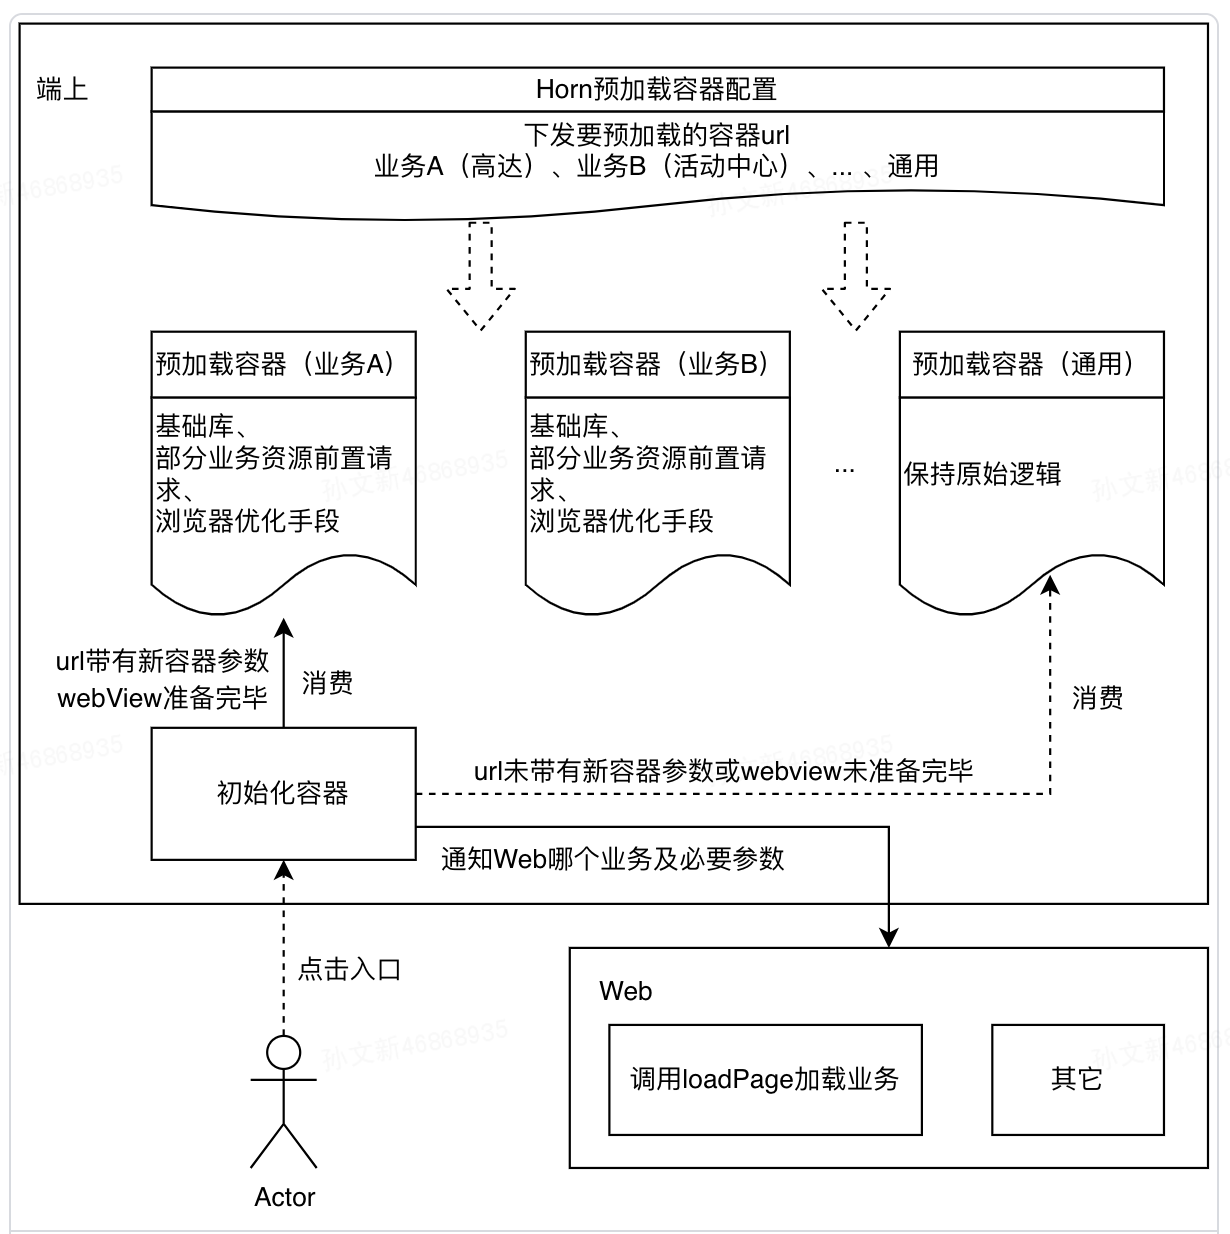 端上
Horn预加载容器配置
下发要预加载的容器url
业务A（高达）、业务B（活动中心）、... 、通用
预加载容器（业务A）
预加载容器（业务B）
预加载容器（通用）
基础库、
部分业务资源前置请
求、
浏览器优化手段
基础库、
部分业务资源前置请
求、
浏览器优化手段
...
保持原始逻辑
url带有新容器参数
webView准备完毕
消费
消费
初始化容器
url未带有新容器参数或webview未准备完毕
通知Web哪个业务及必要参数
点击入口
Web
调用loadPage加载业务
其它
Actor
孙文新46868935